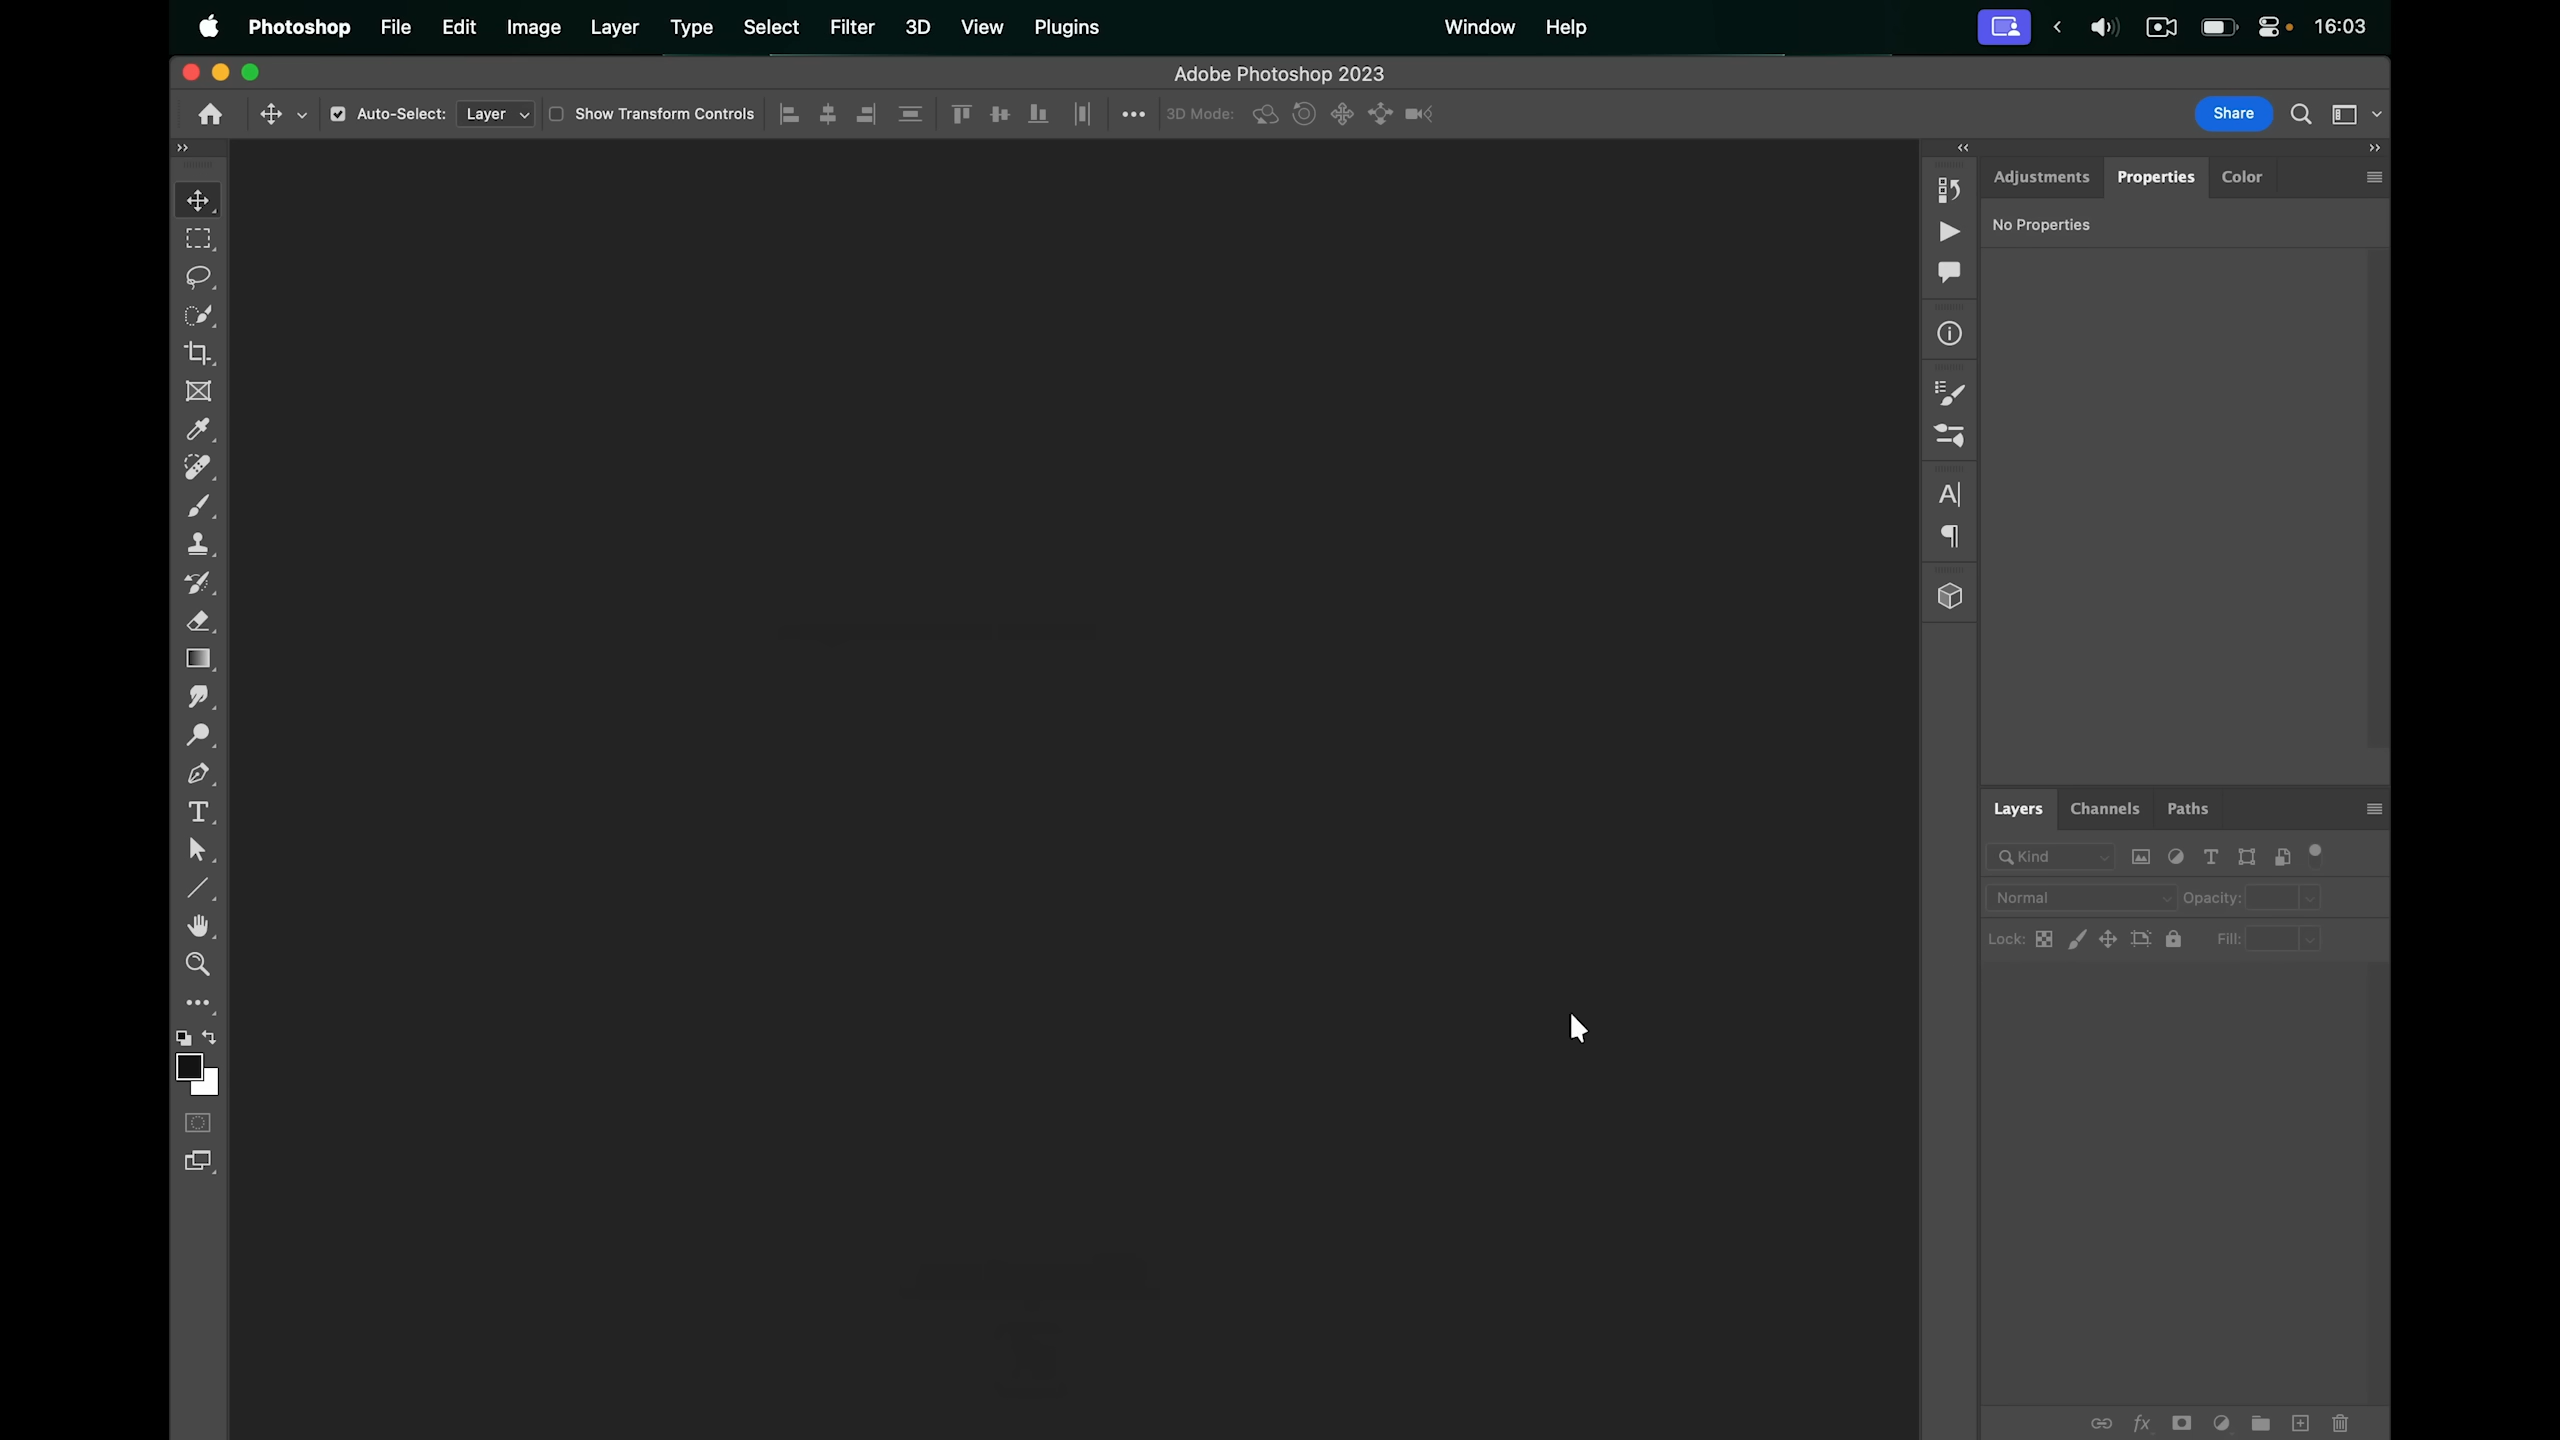 Photoshop File Edit Image Layer Type Select Filter 3D View Plugins Window Help 16:03
Adobe Photoshop 2023
Auto-Select: Layer Show Transform Controls 3D Mode: Share
Adjustments Properties Color
No Properties
Layers Channels Paths
Kind
Normal Opacity:
Lock: Fill: